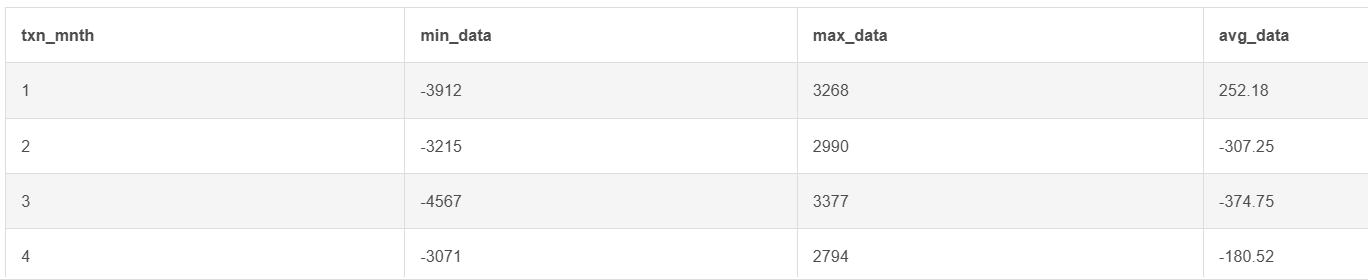 txn_mnth min_data max_data avg_data
1 -3912 3268 252.18
2 -3215 2990 -307.25
3 -4567 3377 -374.75
4 -3071 2794 -180.52